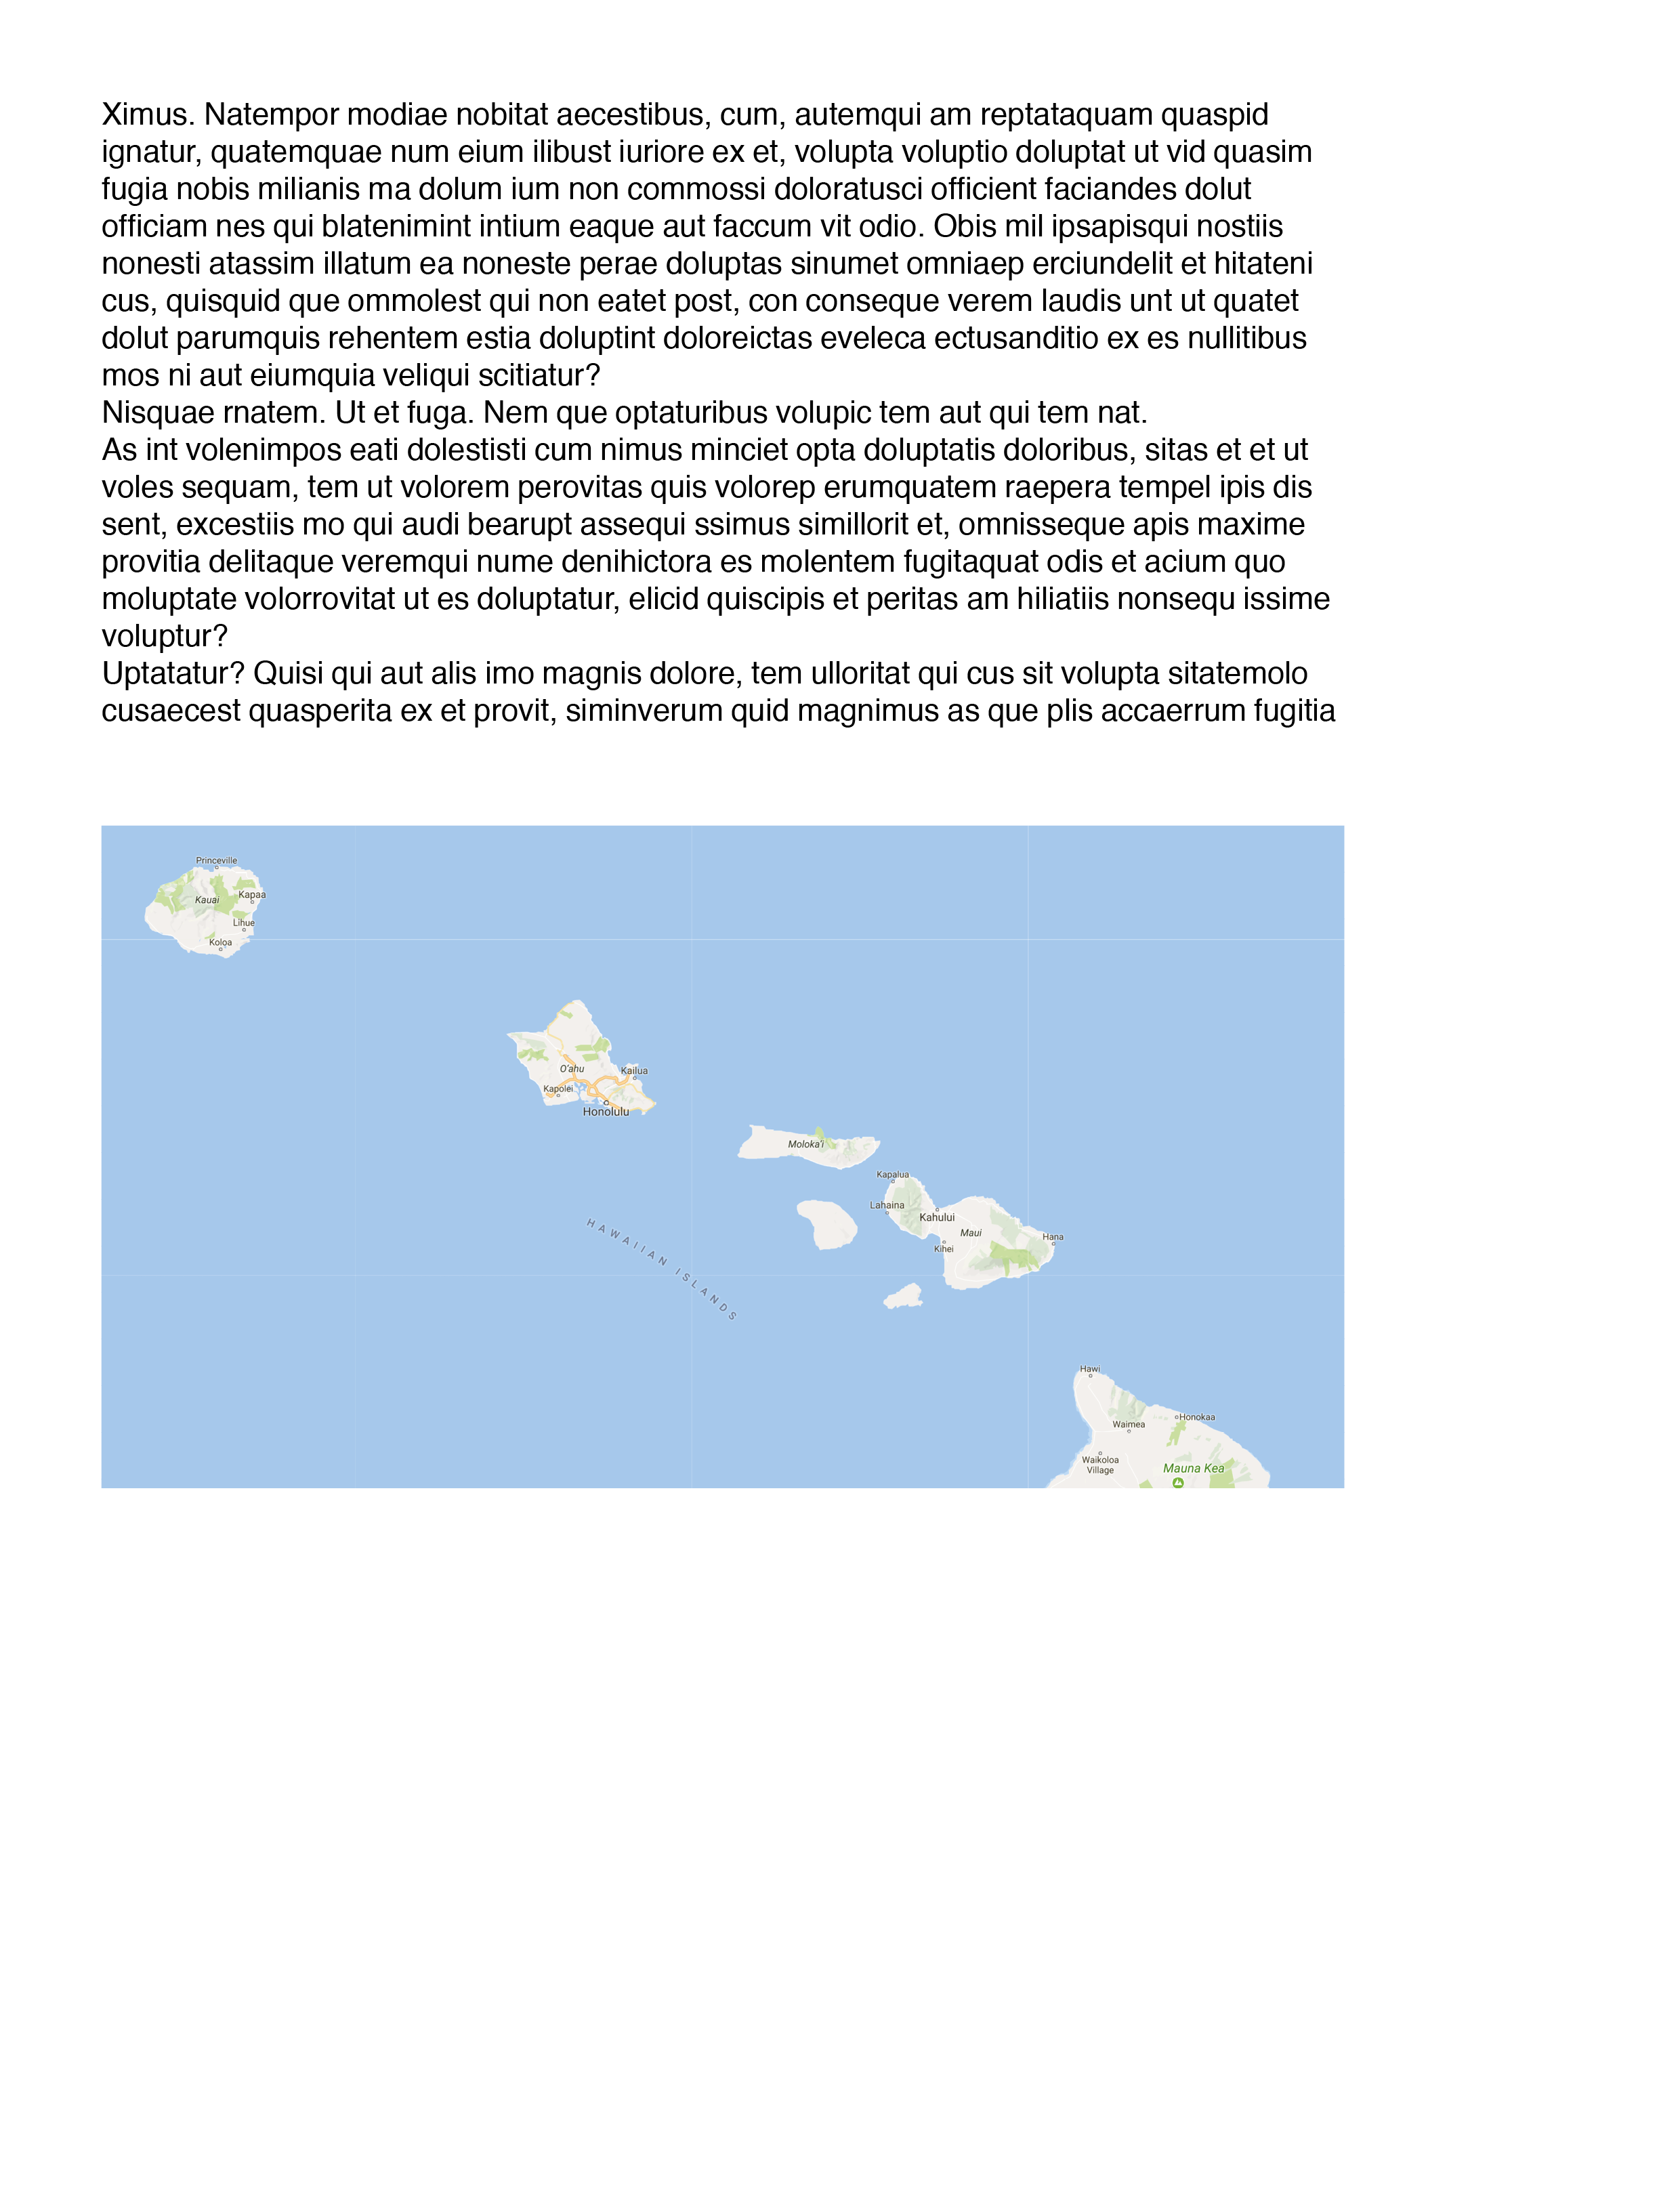 Ximus. Natempor modiae nobitat aecestibus, cum, autemqui am reptataquam quaspid
ignatur, quatemquae num eium ilibust iuriore ex et, volupta voluptio doluptat ut vid quasim
fugia nobis milianis ma dolum ium non commossi doloratusci officient faciandes dolut
officiam nes qui blatenimint intium eaque aut faccum vit odio. Obis mil ipsapisqui nostiis
nonesti atassim illatum ea noneste perae doluptas sinumet omniaep erciundelit et hitateni
cus, quisquid que ommolest qui non eatet post, con conseque verem laudis unt ut quatet
dolut parumquis rehentem estia doluptint doloreictas eveleca ectusanditio ex es nullitibus
mos ni aut eiumquia veliqui scitiatur?
Nisquae rnatem. Ut et fuga. Nem que optaturibus volupic tem aut qui tem nat.
As int volenimpos eati dolestisti cum nimus minciet opta doluptatis doloribus, sitas et et ut
voles sequam, tem ut volorem perovitas quis volorep erumquatem raepera tempel ipis dis
sent, excestiis mo qui audi bearupt assequi ssimus simillorit et, omnisseque apis maxime
provitia delitaque veremqui nume denihictora es molentem fugitaquat odis et acium quo
moluptate volorrovitat ut es doluptatur, elicid quiscipis et peritas am hiliatiis nonsequ issime
voluptur?
Uptatatur? Quisi qui aut alis imo magnis dolore, tem ulloritat qui cus sit volupta sitatemolo
cusaecest quasperita ex et provit, siminverum quid magnimus as que plis accaerrum fugitia
Princeville
Kapaa
Kauai
Lihue
Koloa
O'ahu
Kailua
Kapolei
Honolulu
Moloka'i
Kapalua
Lahaina
Kahului
Maui
Hana
Kihei
HAWAIIAN ISLANDS
Hawi
Honokaa
Waimea
Waikoloa
Village
Mauna Kea